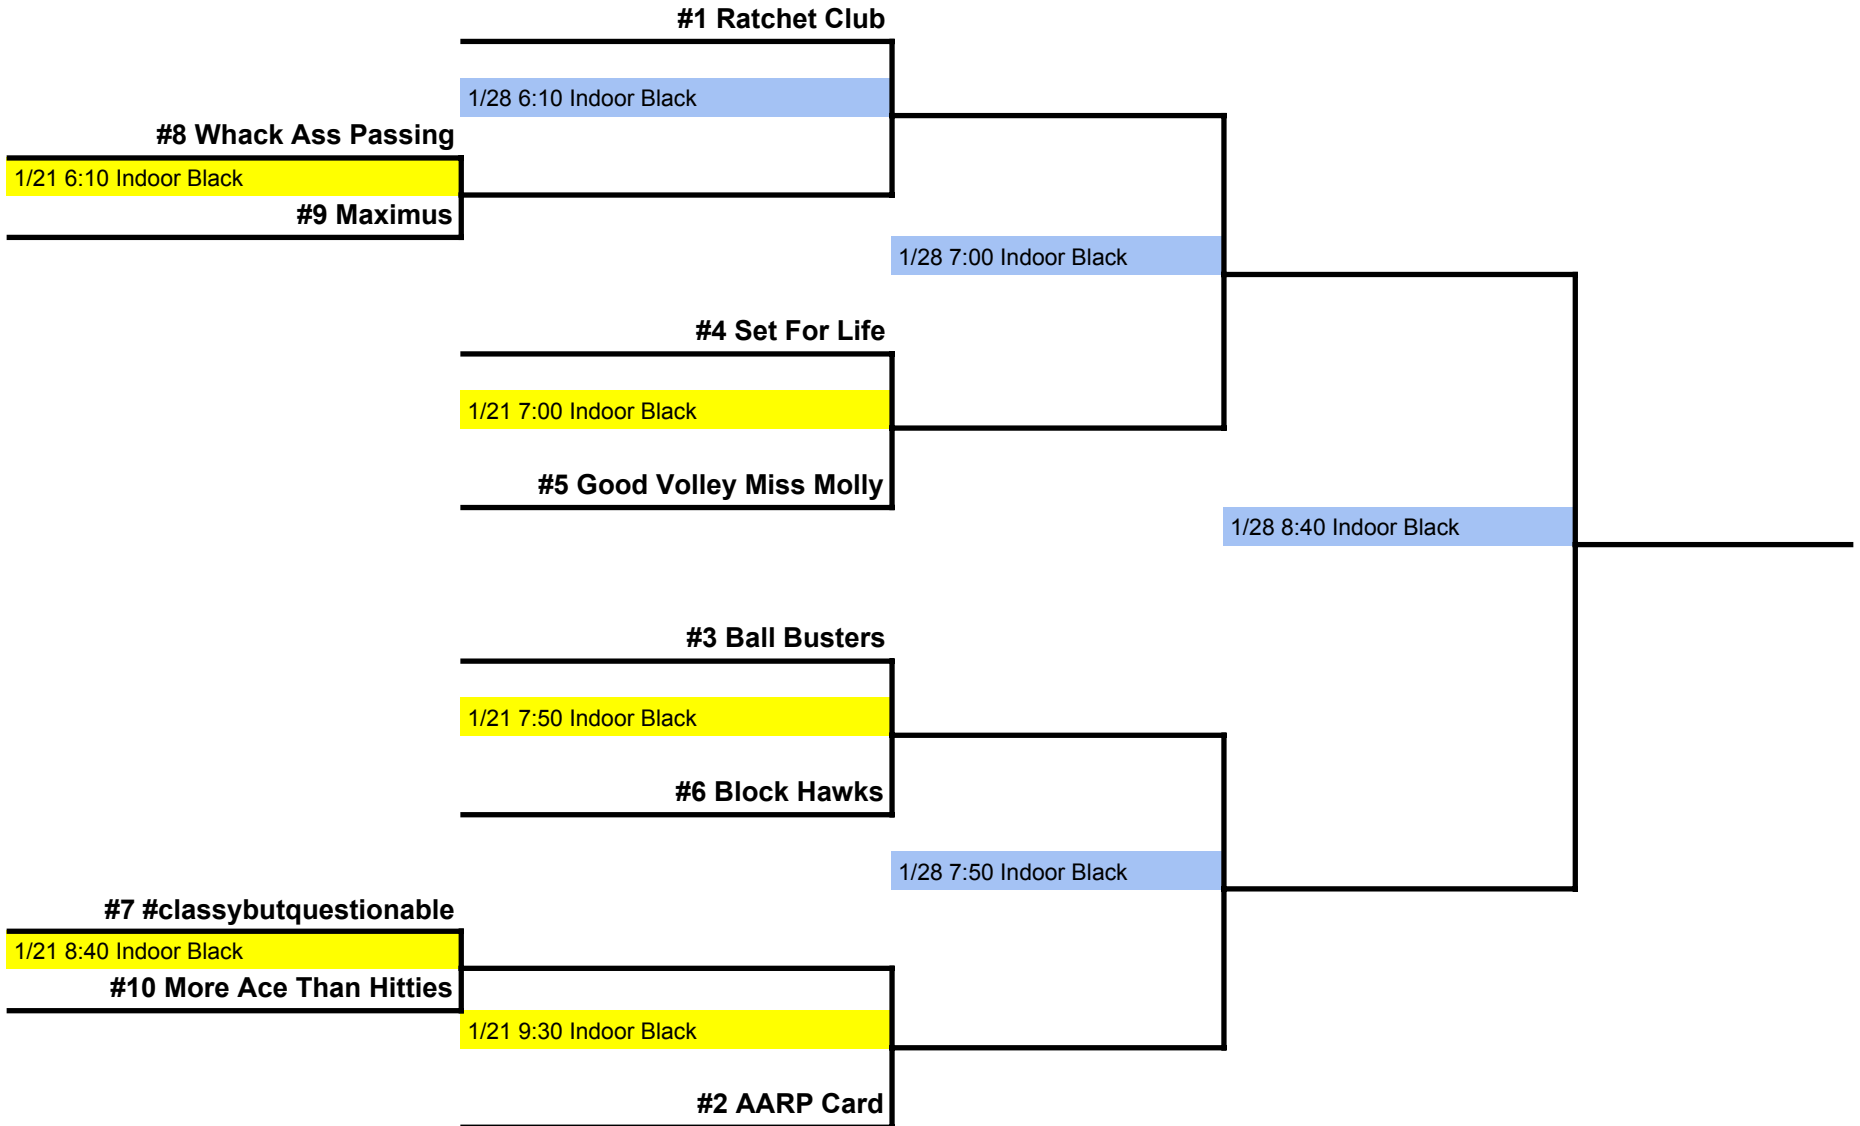 #1 Ratchet Club
1/28 6:10 Indoor Black
#8 Whack Ass Passing
1/21 6:10 Indoor Black
#9 Maximus
1/28 7:00 Indoor Black
#4 Set For Life
1/21 7:00 Indoor Black
#5 Good Volley Miss Molly
1/28 8:40 Indoor Black
#3 Ball Busters
1/21 7:50 Indoor Black
#6 Block Hawks
1/28 7:50 Indoor Black
#7 #classybutquestionable
1/21 8:40 Indoor Black
#10 More Ace Than Hitties
1/21 9:30 Indoor Black
#2 AARP Card